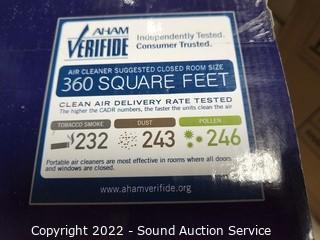 AHAM
VERIFIDE
Independently Tested.
Consumer Trusted.
AIR CLEANER SUGGESTED CLOSED ROOM SIZE
360 SQUARE FEET
CLEAN AIR DELIVERY RATE TESTED
The higher the CADR numbers, the faster the units clean the air
TOBACCO SMOKE DUST POLLEN
232 243 246
Portable air cleaners are most effective in rooms where all doors
and windows are closed.
www.ahamverifide.org
Copyright 2022 - Sound Auction Service